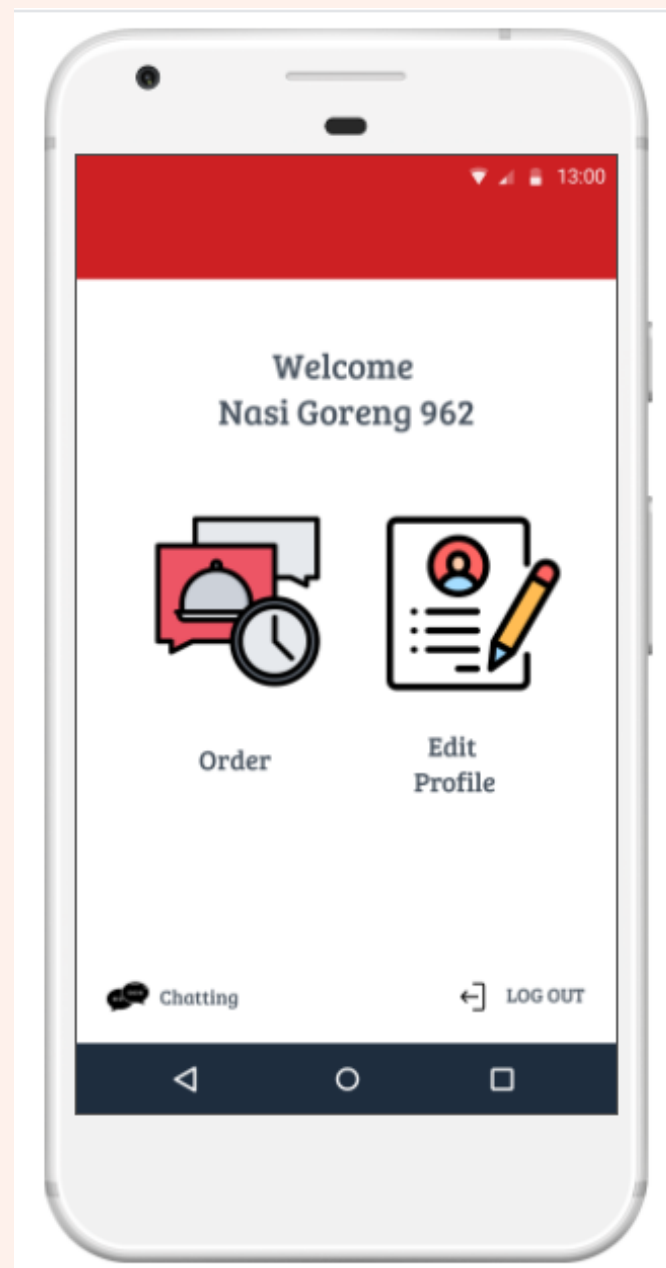 13:00
Welcome
Nasi Goreng 962
Order
Edit
Profile
Chatting
LOG OUT